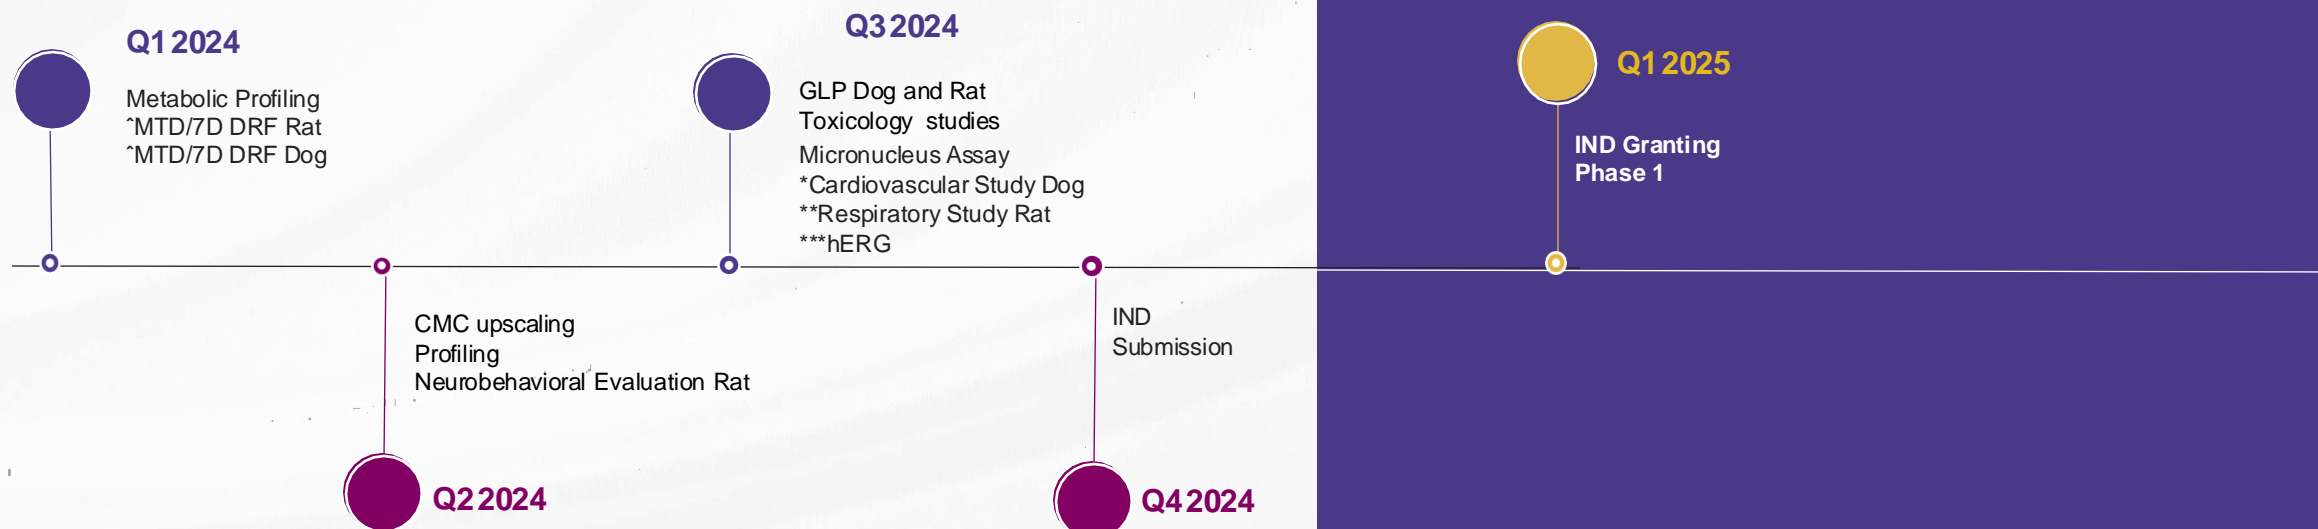 Q1 2024
Metabolic Profiling
ˆMTD/7D DRF Rat
ˆMTD/7D DRF Dog
CMC upscaling
Profiling
Neurobehavioral Evaluation Rat
Q2 2024
Q3 2024
GLP Dog and Rat
Toxicology studies
Micronucleus Assay
*Cardiovascular Study Dog
**Respiratory Study Rat
***hERG
IND
Submission
Q4 2024
Q1 2025
IND Granting
Phase 1